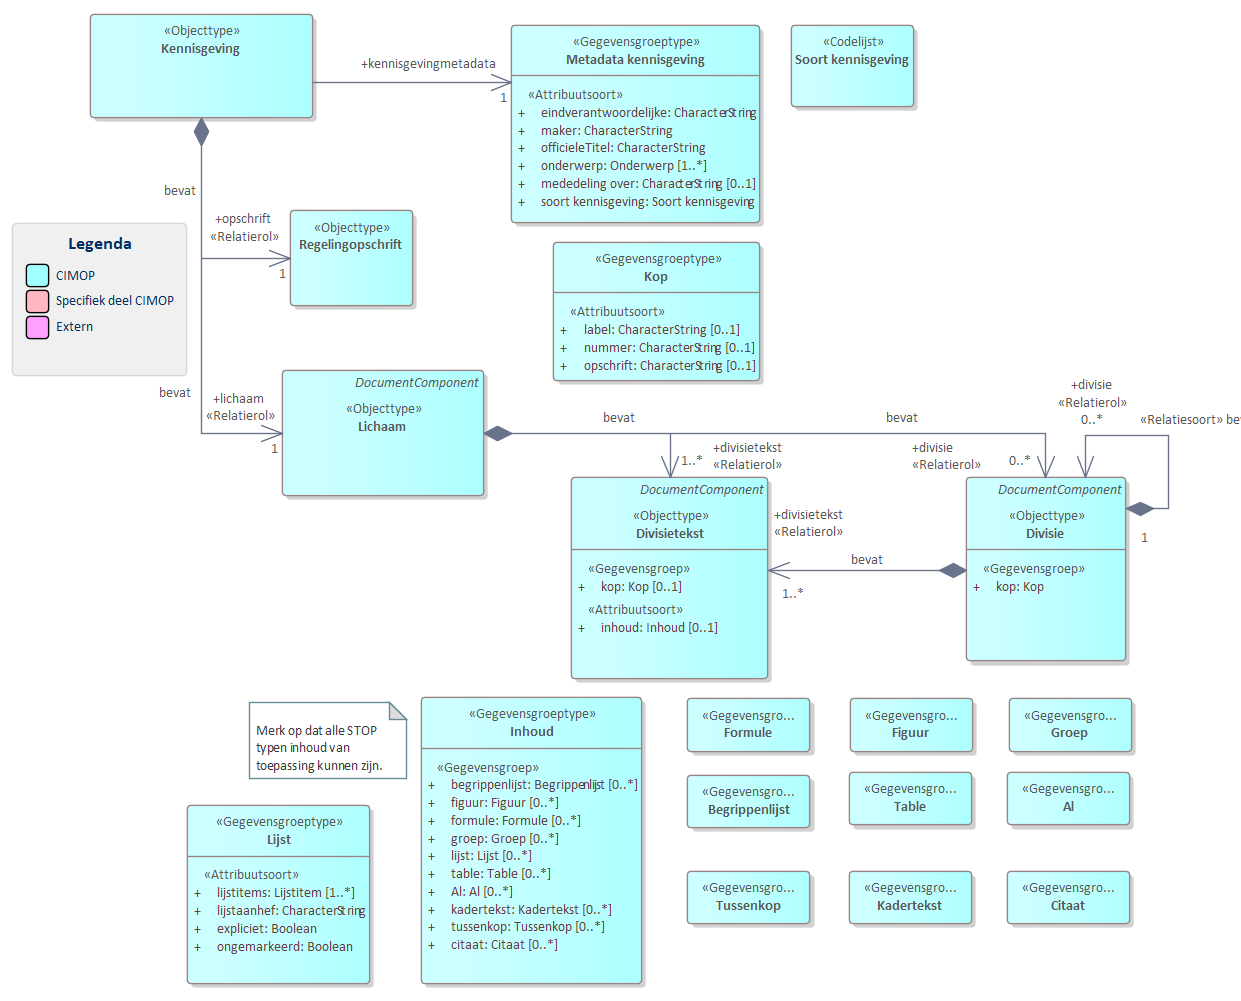 «Objecttype»
Kennisgeving
+kennisgevingmetadata
1
«Gegevensgroeptype»
Metadata kennisgeving
«Attribuutsoort»
+ eindverantwoordelijke: CharacterString
+ maker: CharacterString
+ officieleTitel: CharacterString
+ onderwerp: Onderwerp [1..*]
+ mededeling over: CharacterString [0..1]
+ soort kennisgeving: Soort kennisgeving
«Codelijst»
Soort kennisgeving
bevat
+opschrift
«Relatierol»
1
«Objecttype»
Regelingopschrift
Legenda
CIMOP
Specifiek deel CIMOP
Extern
«Gegevensgroeptype»
Kop
«Attribuutsoort»
+ label: CharacterString [0..1]
+ nummer: CharacterString [0..1]
+ opschrift: CharacterString [0..1]
bevat
+lichaam
«Relatierol»
1
DocumentComponent
«Objecttype»
Lichaam
bevat
bevat
+divisietekst
«Relatierol»
1..*
+divisie
«Relatierol»
0..*
+divisie
«Relatierol»
0..*
«Relatiesoort» be
1
DocumentComponent
«Objecttype»
Divisietekst
«Gegevensgroep»
+ kop: Kop [0..1]
«Attribuutsoort»
+ inhoud: Inhoud [0..1]
+divisietekst
«Relatierol»
bevat
1..*
DocumentComponent
«Objecttype»
Divisie
«Gegevensgroep»
+ kop: Kop
Merk op dat alle STOP
typen inhoud van
toepassing kunnen zijn.
«Gegevensgroeptype»
Lijst
«Attribuutsoort»
+ lijstitems: Lijstitem [1..*]
+ lijstaanhef: CharacterString
+ expliciet: Boolean
+ ongemarkeerd: Boolean
«Gegevensgroeptype»
Inhoud
«Gegevensgroep»
+ begrippenlijst: Begrippenlijst [0..*]
+ figuur: Figuur [0..*]
+ formule: Formule [0..*]
+ groep: Groep [0..*]
+ lijst: Lijst [0..*]
+ table: Table [0..*]
+ Al: Al [0..*]
+ kadertekst: Kadertekst [0..*]
+ tussenkop: Tussenkop [0..*]
+ citaat: Citaat [0..*]
«Gegevensgro...
Formule
«Gegevensgro...
Figuur
«Gegevensgro...
Groep
«Gegevensgro...
Begrippenlijst
«Gegevensgro...
Table
«Gegevensgro...
Al
«Gegevensgro...
Tussenkop
«Gegevensgro...
Kadertekst
«Gegevensgro...
Citaat